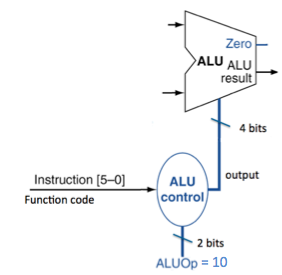 Zero
ALU ALU
result
4 bits
output
Instruction [5–0]
Function code
ALU
control
2 bits
ALUOp = 10